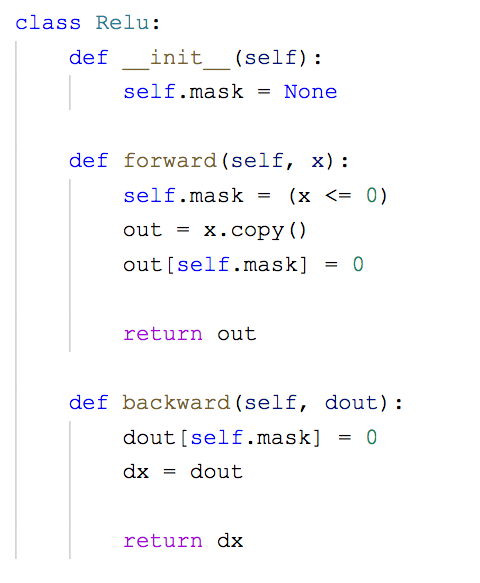 class Relu:
    def __init__(self):
        self.mask = None

    def forward(self, x):
        self.mask = (x <= 0)
        out = x.copy()
        out[self.mask] = 0

        return out

    def backward(self, dout):
        dout[self.mask] = 0
        dx = dout

        return dx